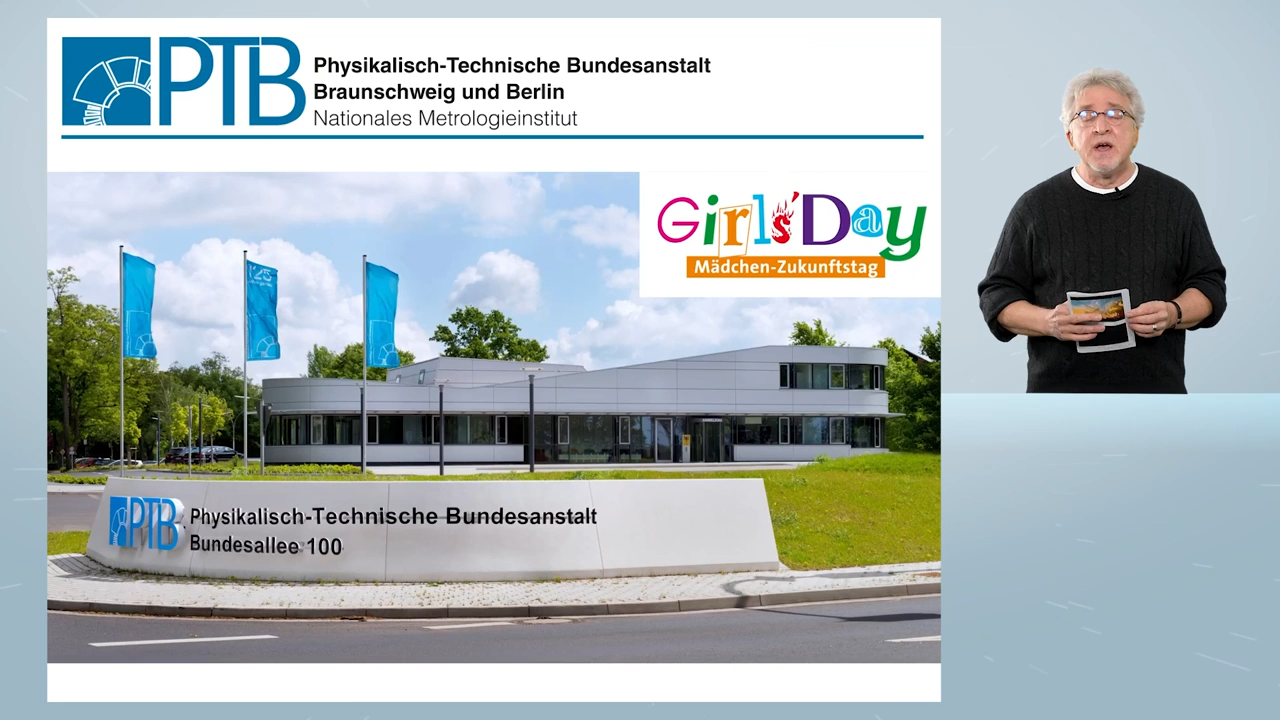 PTB
Physikalisch-Technische Bundesanstalt
Braunschweig und Berlin
Nationales Metrologieinstitut
Girls'Day
Mädchen-Zukunftstag
125
PTB
Physikalisch-Technische Bundesanstalt
Bundesallee 100